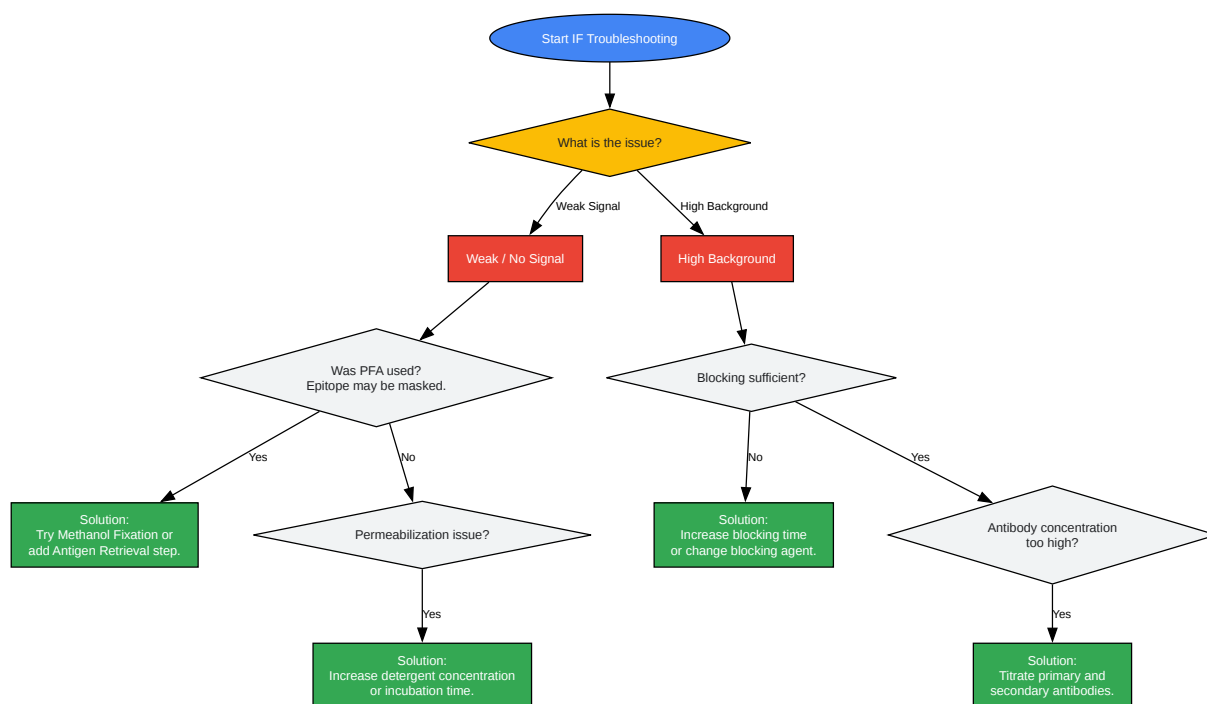 Start IF Troubleshooting
What is the issue?
Weak Signal
High Background
Weak / No Signal
High Background
Was PFA used?
Epitope may be masked.
Blocking sufficient?
Yes
No
No
Yes
Solution:
Try Methanol Fixation or
add Antigen Retrieval step.
Permeabilization issue?
Solution:
Increase blocking time
or change blocking agent.
Antibody concentration
too high?
Yes
Yes
Solution:
Increase detergent concentration
or incubation time.
Solution:
Titrate primary and
secondary antibodies.